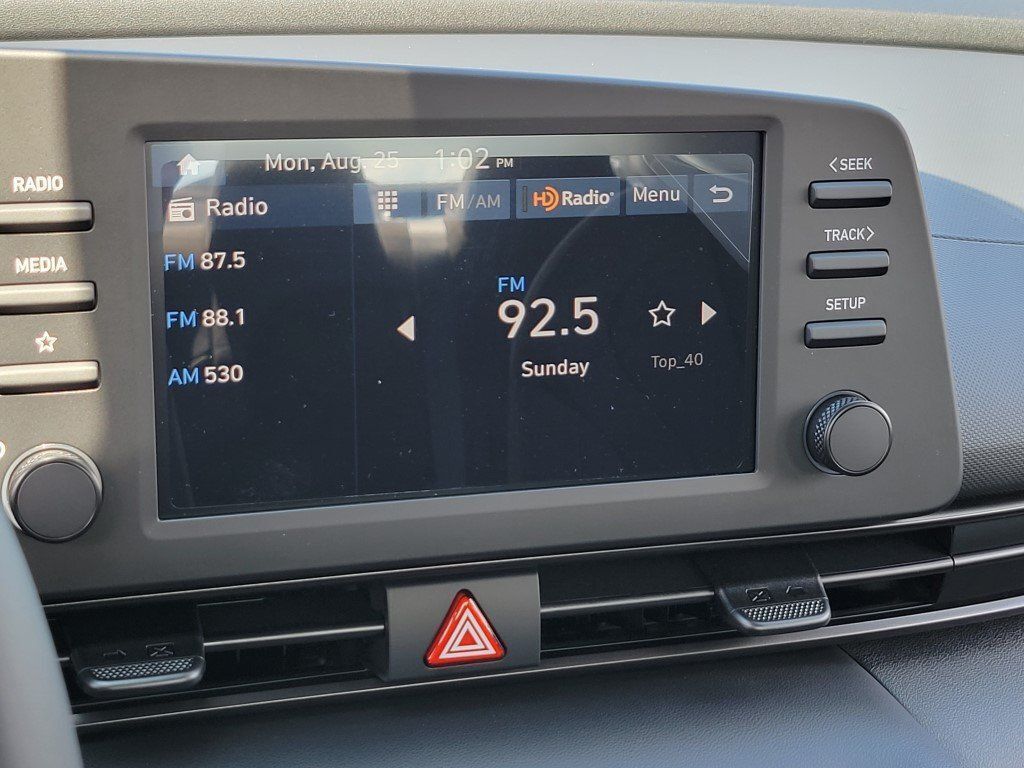 Mon, Aug. 25 1:02 PM
Radio FM/AM HD Radio® Menu
FM 87.5
FM 88.1
AM 530
FM
92.5
Sunday
Top_40
RADIO
MEDIA
< SEEK
TRACK >
SETUP